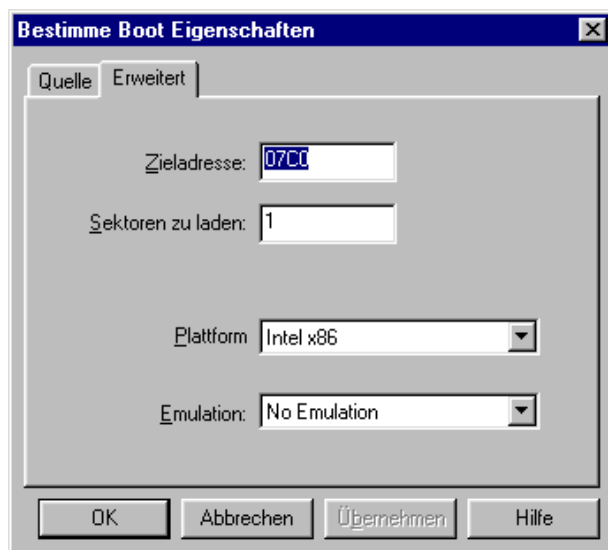 Bestimme Boot Eigenschaften
Quelle Erweitert
Zieladresse: 07C0
Sektoren zu laden: 1
Plattform Intel x86
Emulation: No Emulation
OK Abbrechen Übernehmen Hilfe